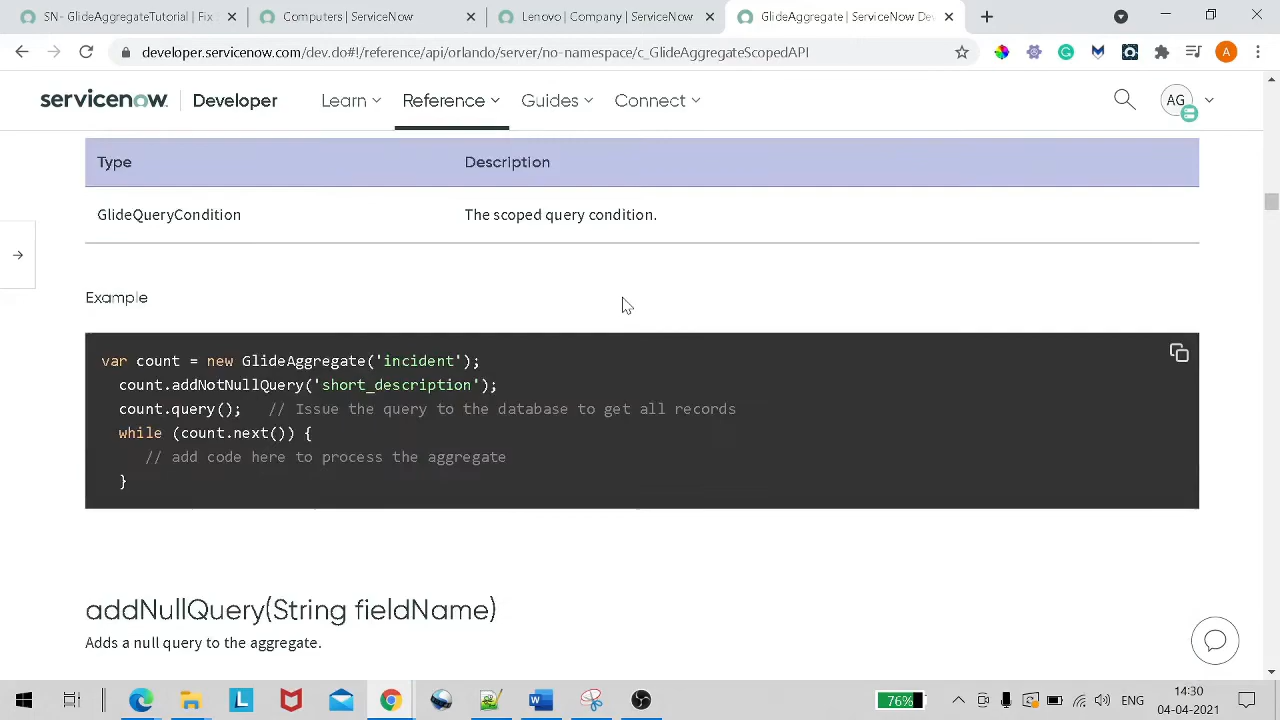 SN- GlideAggregateTutorial | Fix
Computers | ServiceNow
Lenovo | Company | ServiceNow
GlideAggregate | ServiceNow Dev
developer.servicenow.com/dev.do#!/reference/api/orlando/server/no-namespace/c_GlideAggregateScopedAPI
A
servicenow.
Developer
Learn
Reference
Guides
Connect
AG
Type
Description
GlideQueryCondition
The scoped query condition.
Example
var count = new GlideAggregate('incident');
count.addNotNullQuery('short_description');
count.query();   // Issue the query to the database to get all records
while (count.next()) {
// add code here to process the aggregate
}
addNullQuery(String fieldName)
Adds a null query to the aggregate.
76%
ENG
14:30
04-04-2021